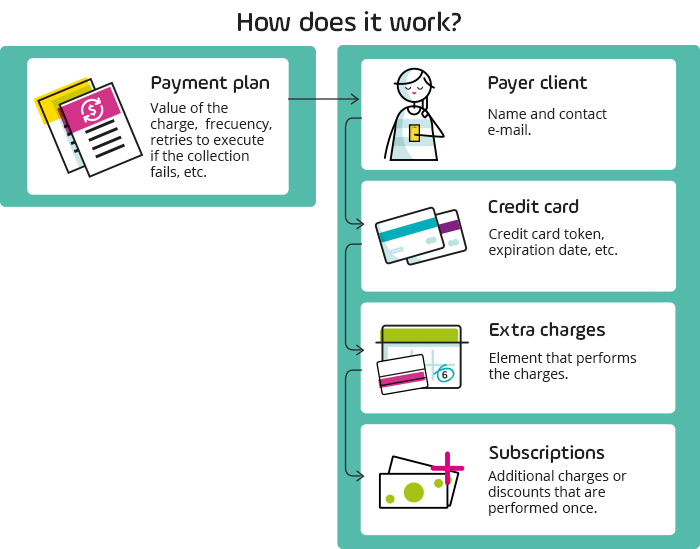 How does it work?
Payment plan
Value of the
charge, frecuency,
retries to execute
if the collection
fails, etc.
Payer client
Name and contact
e-mail.
Credit card
Credit card token,
expiration date, etc.
Extra charges
Element that performs
the charges.
6
Subscriptions
Additional charges or
discounts that are
performed once.
$